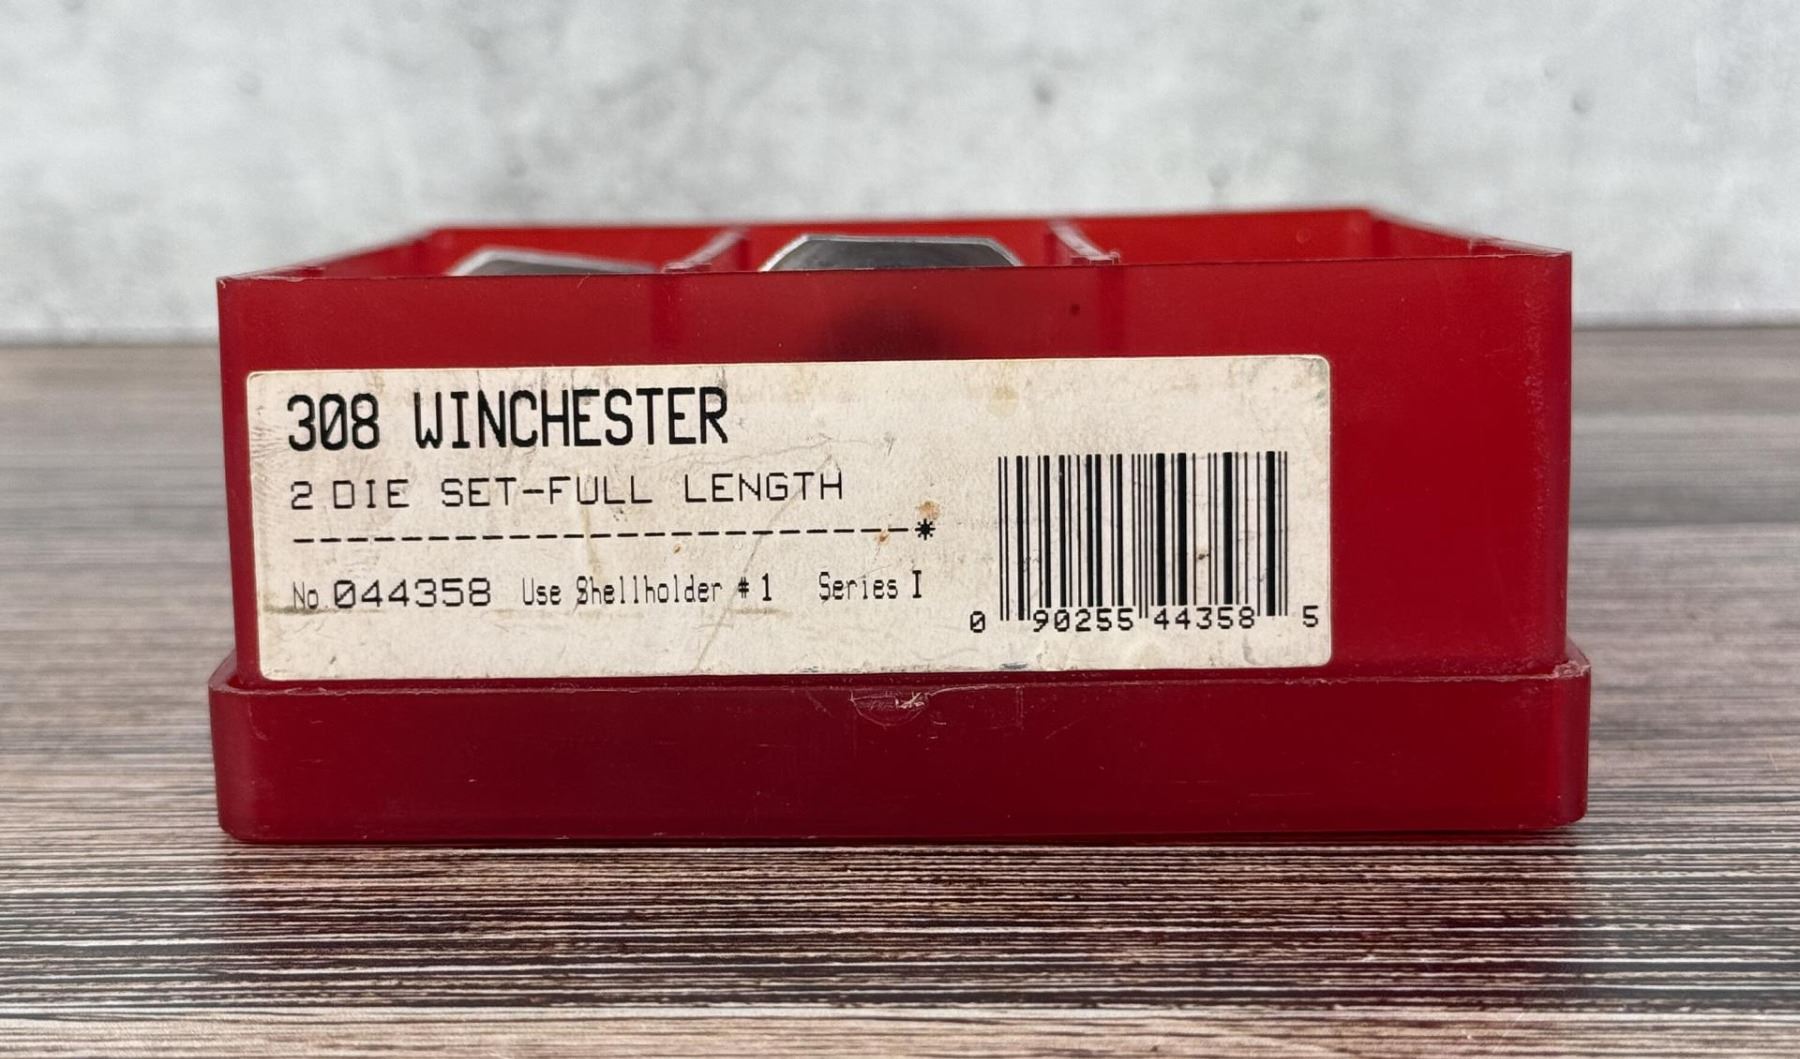 308 WINCHESTER
2 DIE SET-FULL LENGTH
-----------------------*
No. 044358 Use Shellholder #1 Series I
0 90255 44358 5